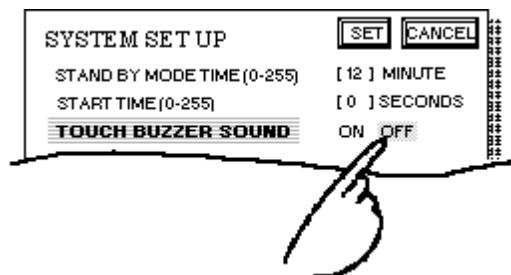 SYSTEM SET UP SET CANCEL
STAND BY MODE TIME (0-255) [ 12 ] MINUTE
START TIME (0-255) [ 0 ] SECONDS
TOUCH BUZZER SOUND ON OFF